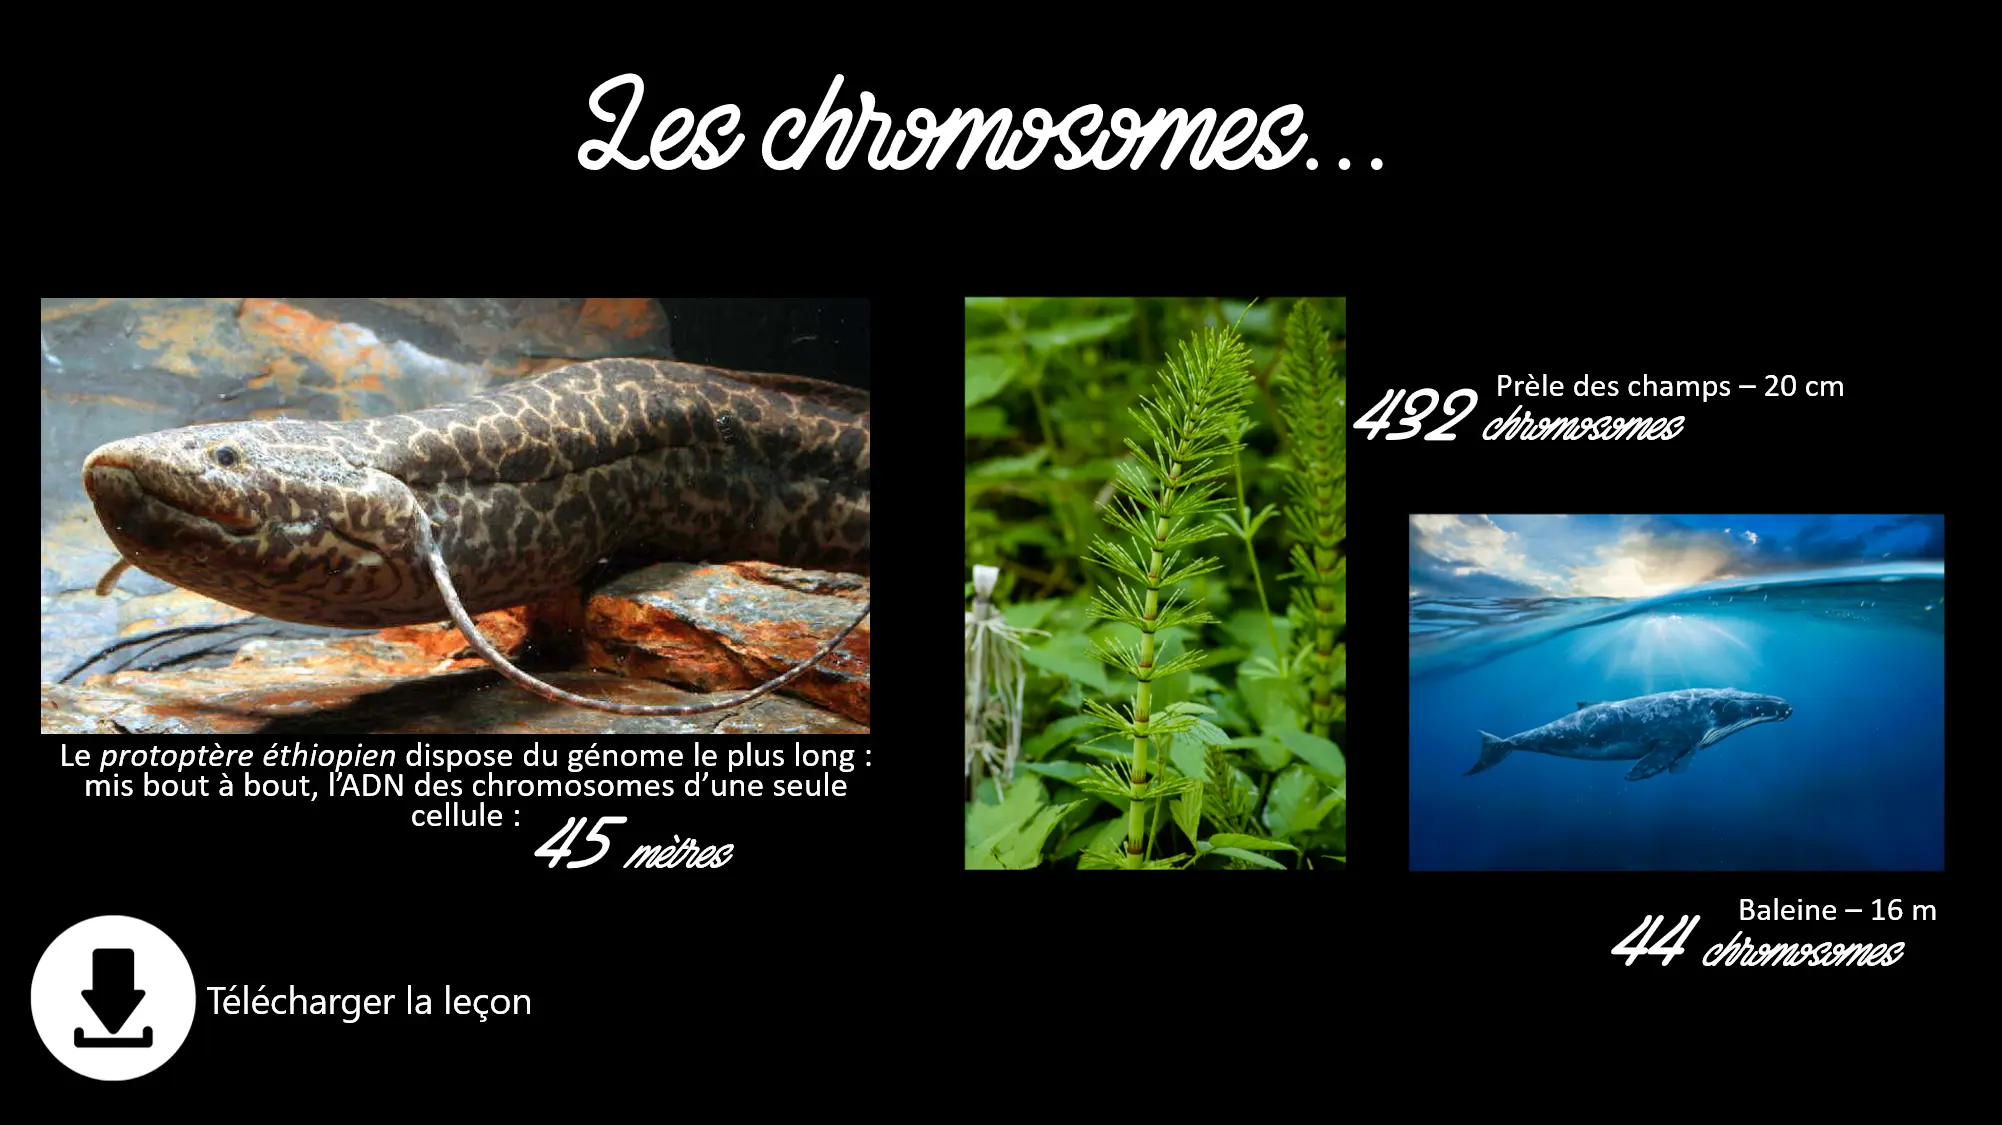 Les chromosomes...
Le protoptère éthiopien dispose du génome le plus long :
mis bout à bout, l’ADN des chromosomes d’une seule
cellule :
45 mètres
Prèle des champs – 20 cm
432 chromosomes
Baleine – 16 m
44 chromosomes
Télécharger la leçon